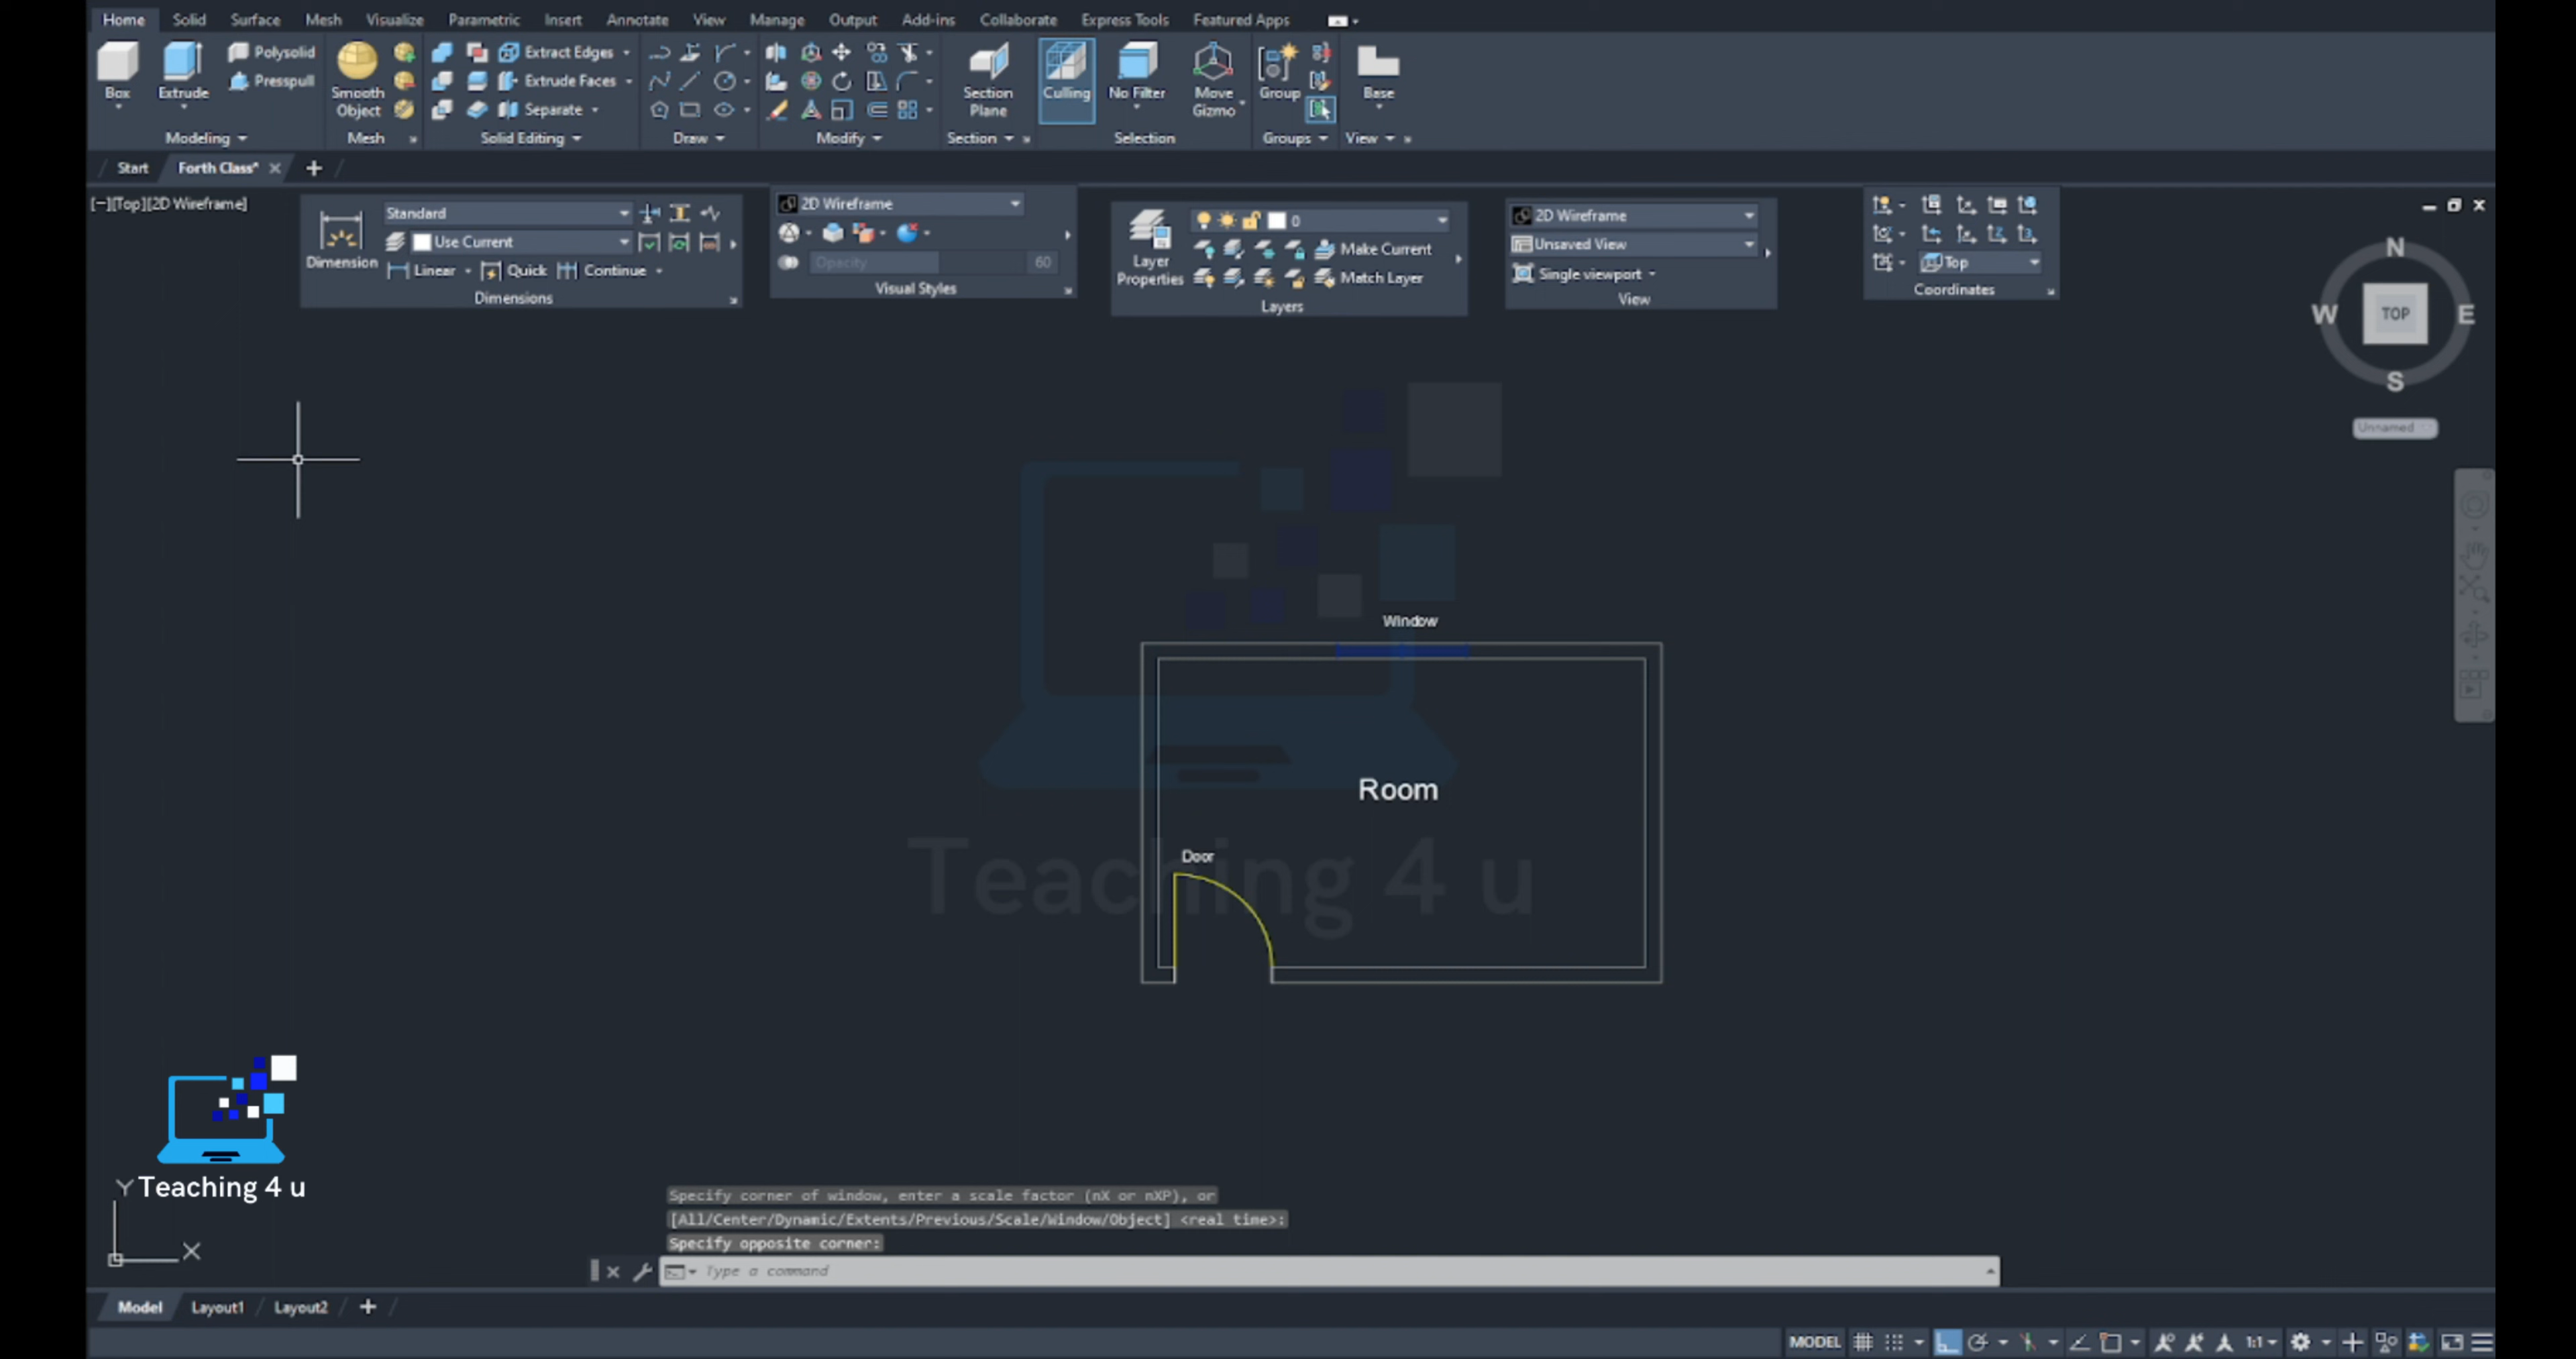 Home Solid Surface Mesh Visualize Parametric Insert Annotate View Manage Output Add-ins Collaborate Express Tools Featured Apps
Box Extrude Polysolid Presspull
Smooth Object
Extract Edges
Extrude Faces
Separate
Section Plane Culling No Filter Move Gizmo Group Base
Modeling Mesh Solid Editing Draw Modify Section Selection Groups View
Start Forth Class*
[−][Top][2D Wireframe]
Dimension
Standard
Use Current
Linear Quick Continue
Dimensions
2D Wireframe
Opacity 60
Visual Styles
Layer Properties
0
Make Current
Match Layer
Layers
2D Wireframe
Unsaved View
Single viewport
View
Top
Coordinates
N
W TOP E
S
Unnamed
Window
Room
Door
Teaching 4 u
Teaching 4 u
Y
X
Specify corner of window, enter a scale factor (nX or nXP), or
[All/Center/Dynamic/Extents/Previous/Scale/Window/Object] <real time>:
Specify opposite corner:
Type a command
Model Layout1 Layout2
MODEL 1:1